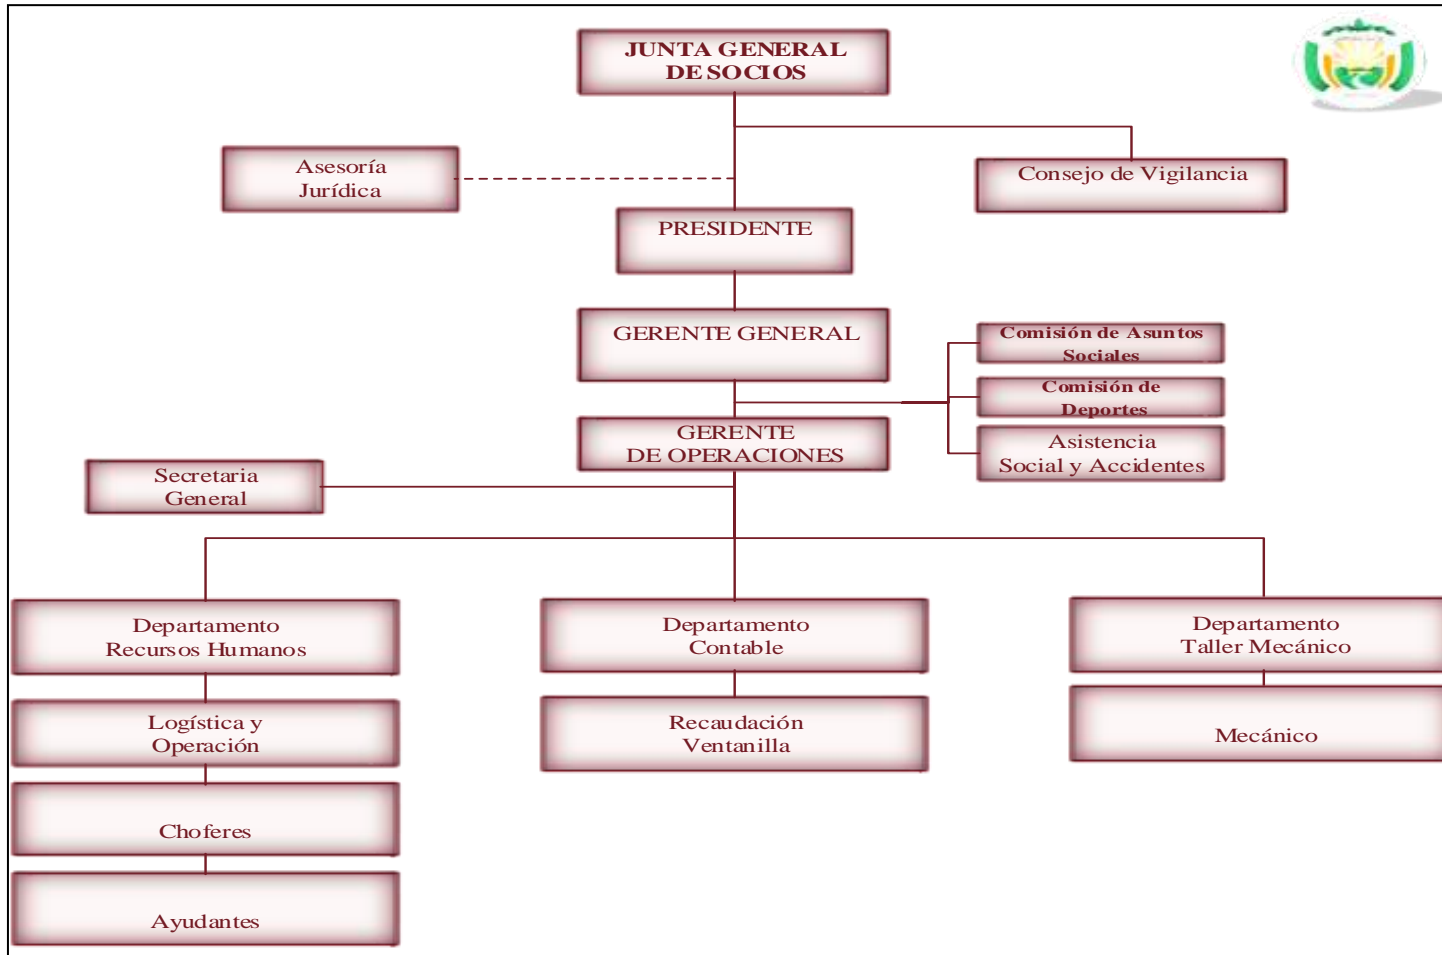 JUNTA GENERAL
DE SOCIOS
Asesoría
Jurídica
Consejo de Vigilancia
PRESIDENTE
GERENTE GENERAL
Comisión de Asuntos
Sociales
Comisión de
Deportes
GERENTE
DE OPERACIONES
Asistencia
Social y Accidentes
Secretaria
General
Departamento
Recursos Humanos
Departamento
Contable
Departamento
Taller Mecánico
Logística y
Operación
Recaudación
Ventanilla
Mecánico
Choferes
Ayudantes